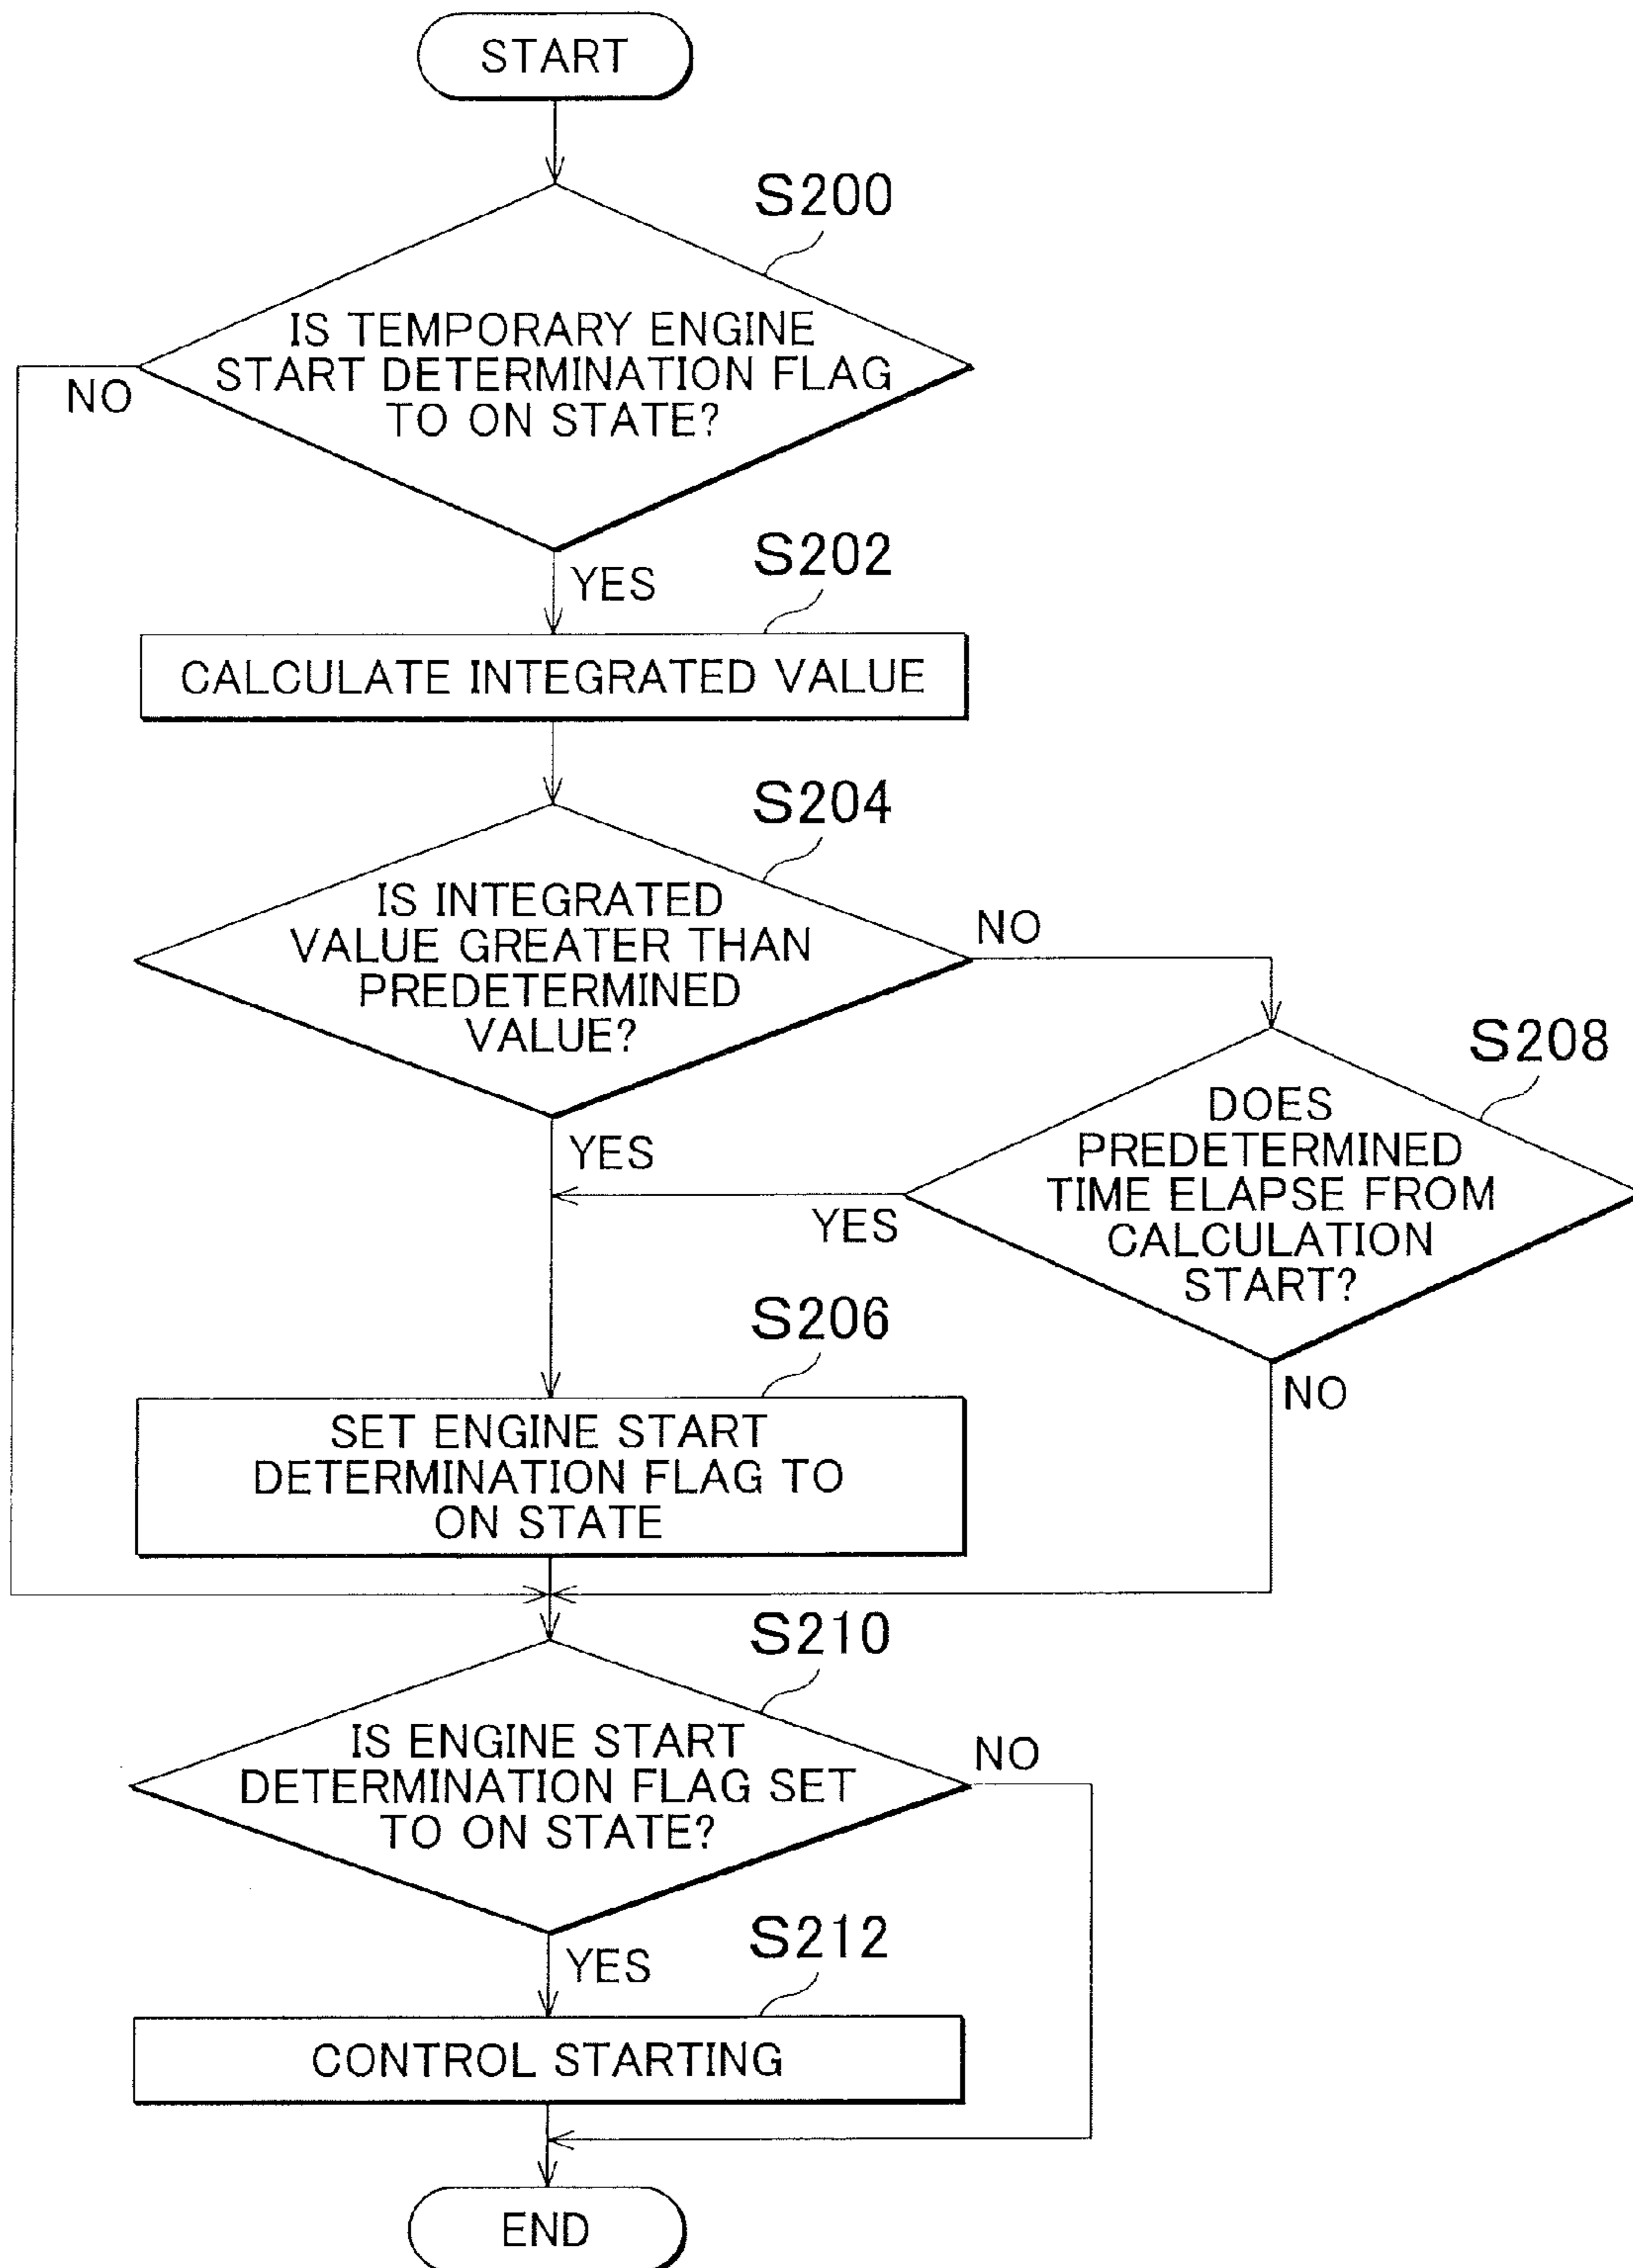 START
S200
IS TEMPORARY ENGINE
START DETERMINATION FLAG
TO ON STATE?
NO
YES
S202
CALCULATE INTEGRATED VALUE
S204
IS INTEGRATED
VALUE GREATER THAN
PREDETERMINED
VALUE?
NO
YES
S208
DOES
PREDETERMINED
TIME ELAPSE FROM
CALCULATION
START?
YES
NO
S206
SET ENGINE START
DETERMINATION FLAG TO
ON STATE
S210
IS ENGINE START
DETERMINATION FLAG SET
TO ON STATE?
NO
YES
S212
CONTROL STARTING
END